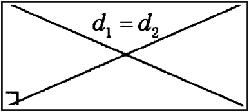 d₁ = d₂